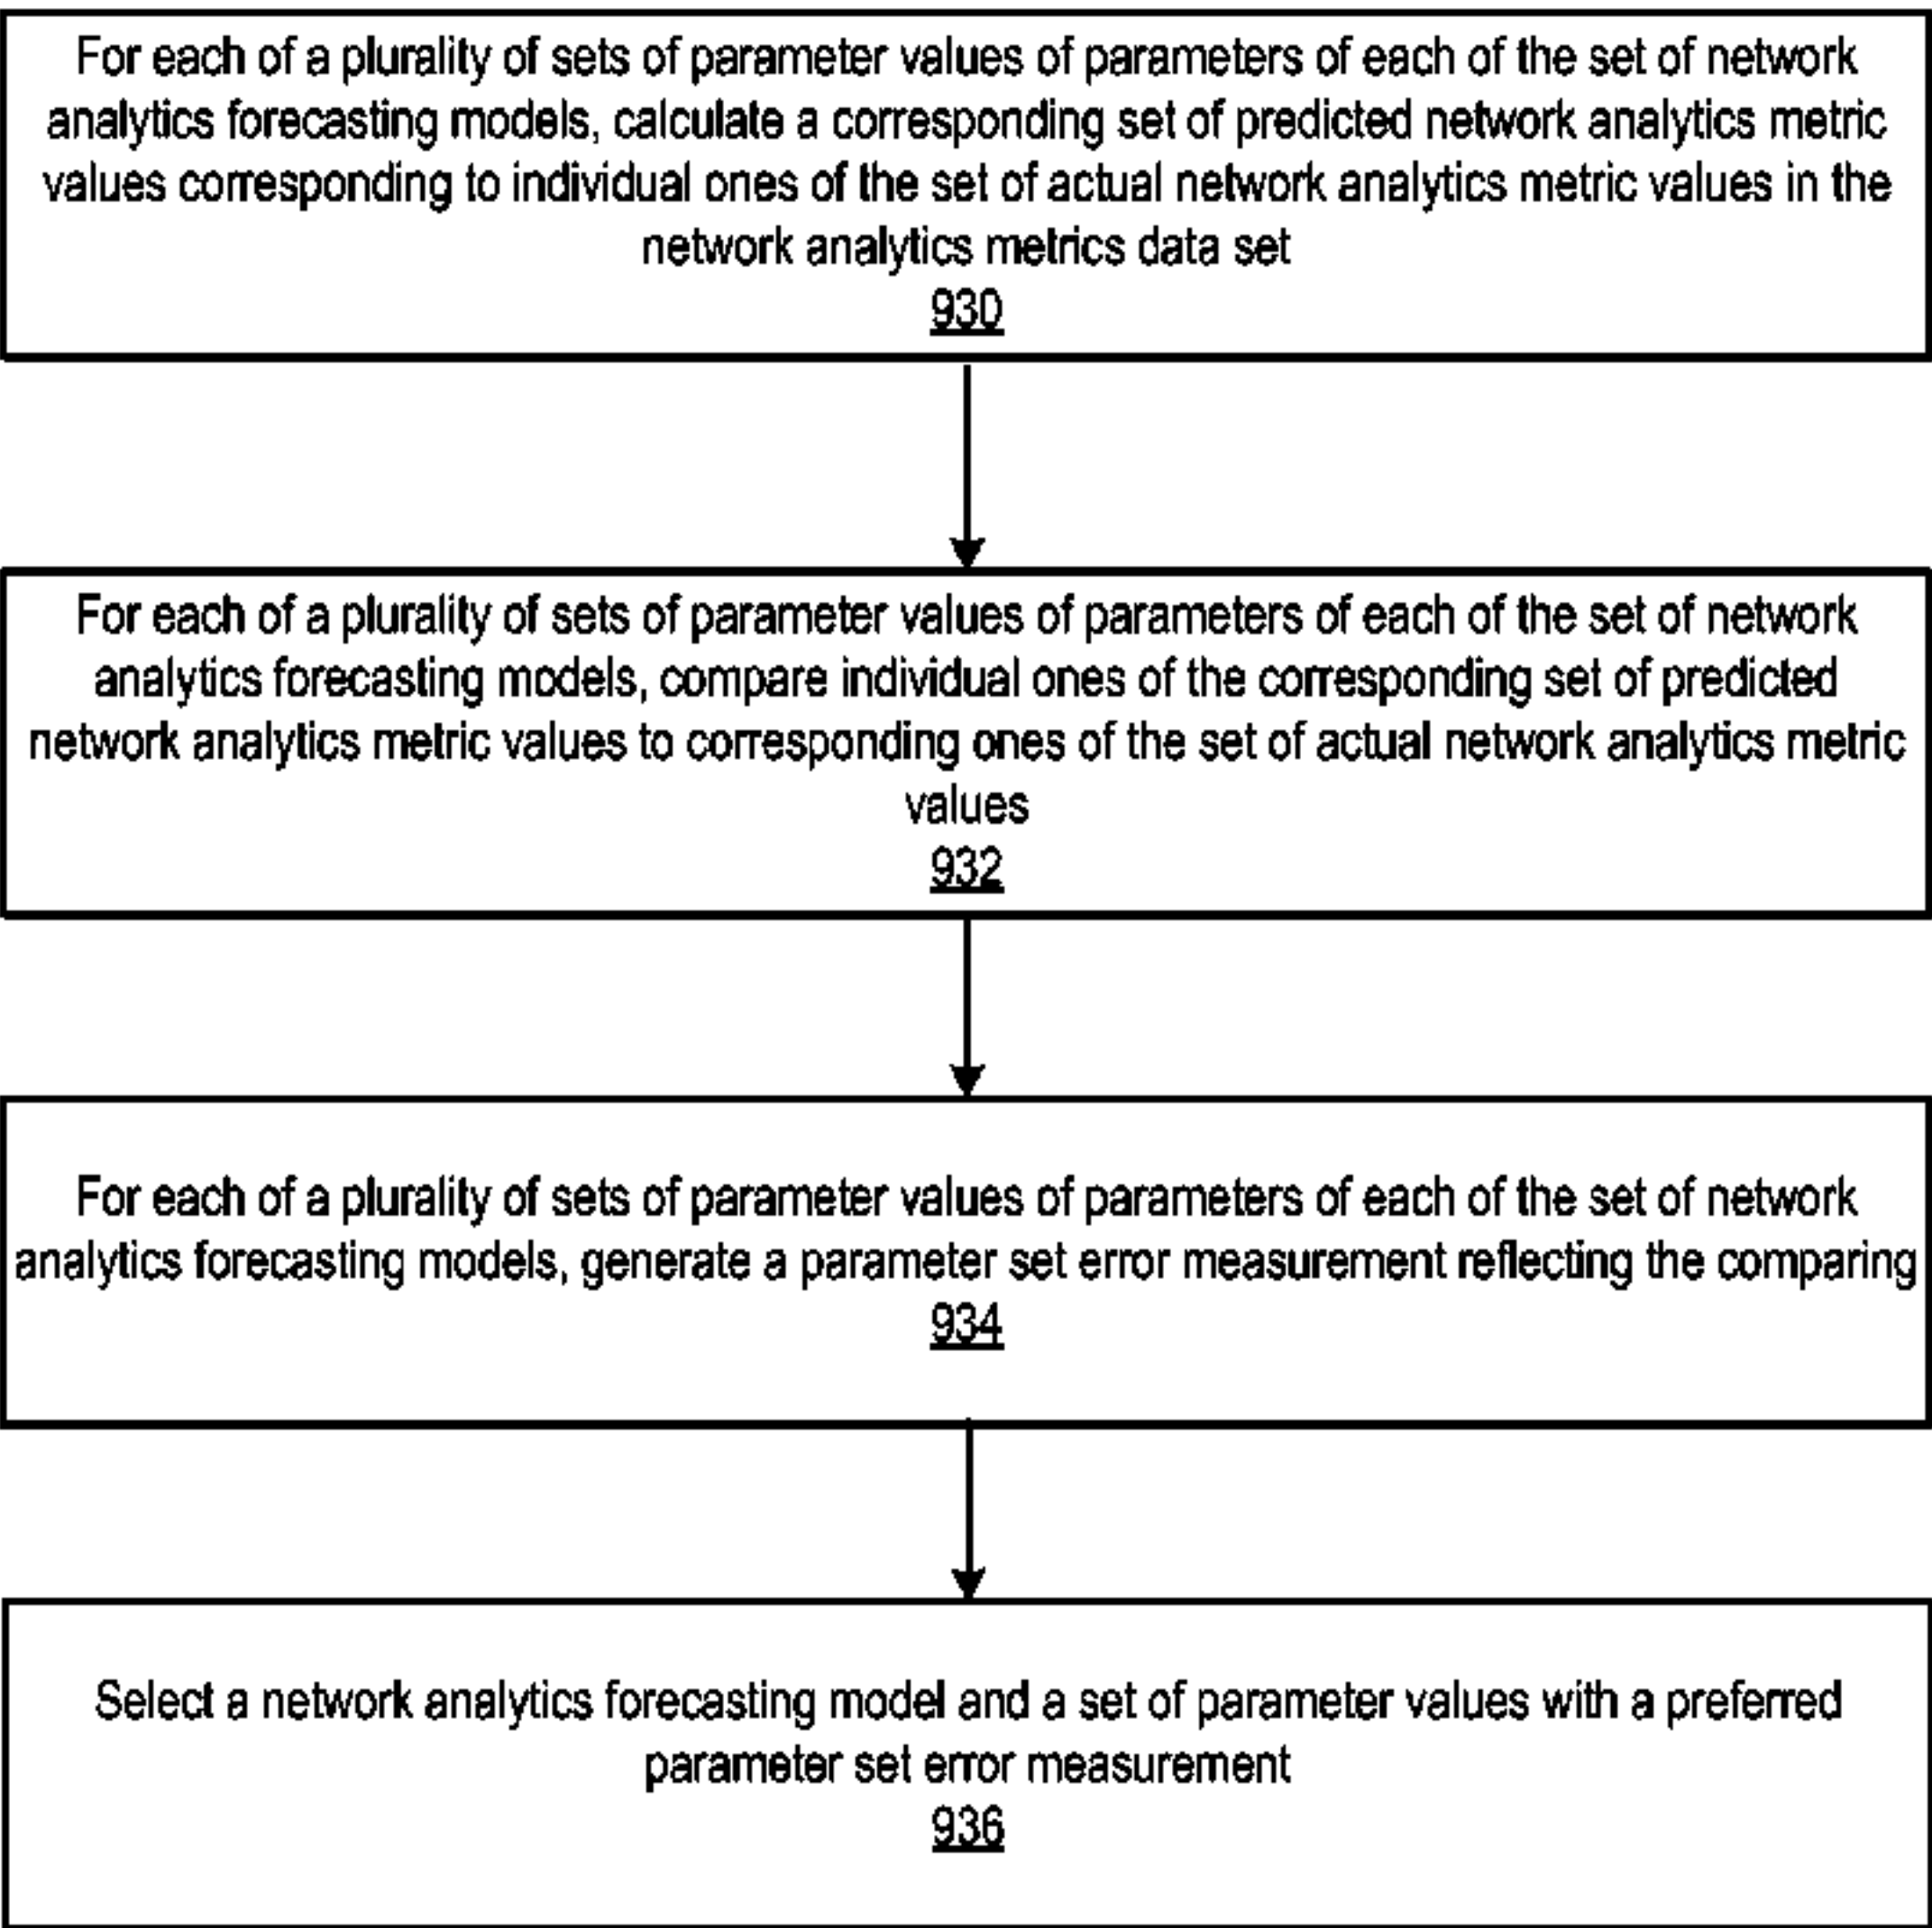 For each of a plurality of sets of parameter values of parameters of each of the set of network
analytics forecasting models, calculate a corresponding set of predicted network analytics metric
values corresponding to individual ones of the set of actual network analytics metric values in the
network analytics metrics data set
930
For each of a plurality of sets of parameter values of parameters of each of the set of network
analytics forecasting models, compare individual ones of the corresponding set of predicted
network analytics metric values to corresponding ones of the set of actual network analytics metric
values
932
For each of a plurality of sets of parameter values of parameters of each of the set of network
analytics forecasting models, generate a parameter set error measurement reflecting the comparing
934
Select a network analytics forecasting model and a set of parameter values with a preferred
parameter set error measurement
936